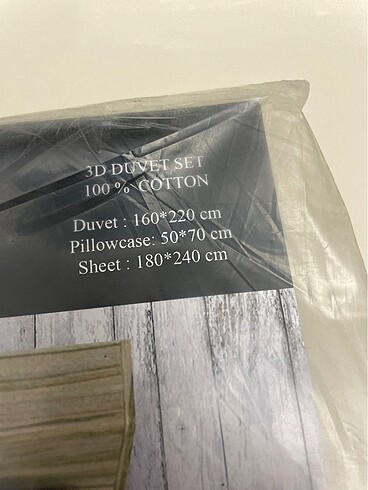 3D DUVET SET
100 % COTTON
Duvet : 160*220 cm
Pillowcase: 50*70 cm
Sheet : 180*240 cm